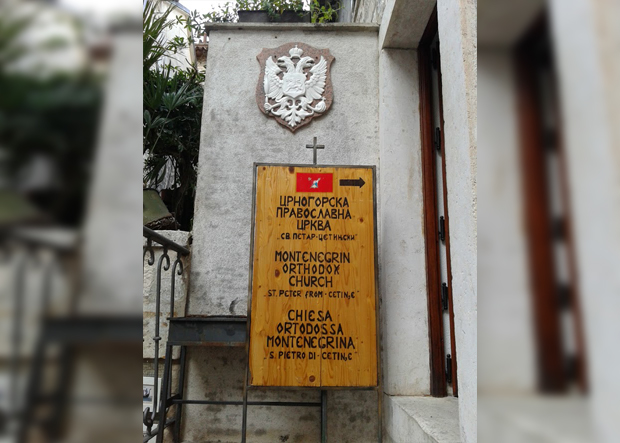 ЦРНОГОРСКА
ПРАВОСЛАВНА
ЦРКВА
„СВ. ПЕТАР-ЦЕТИЊСКИ“
MONTENEGRIN
ORTHODOX
CHURCH
„ST. PETER FROM-CETINJE“
CHIESA
ORTODOSSA
MONTENEGRINA
„S. PIETRO DI-CETINJE“